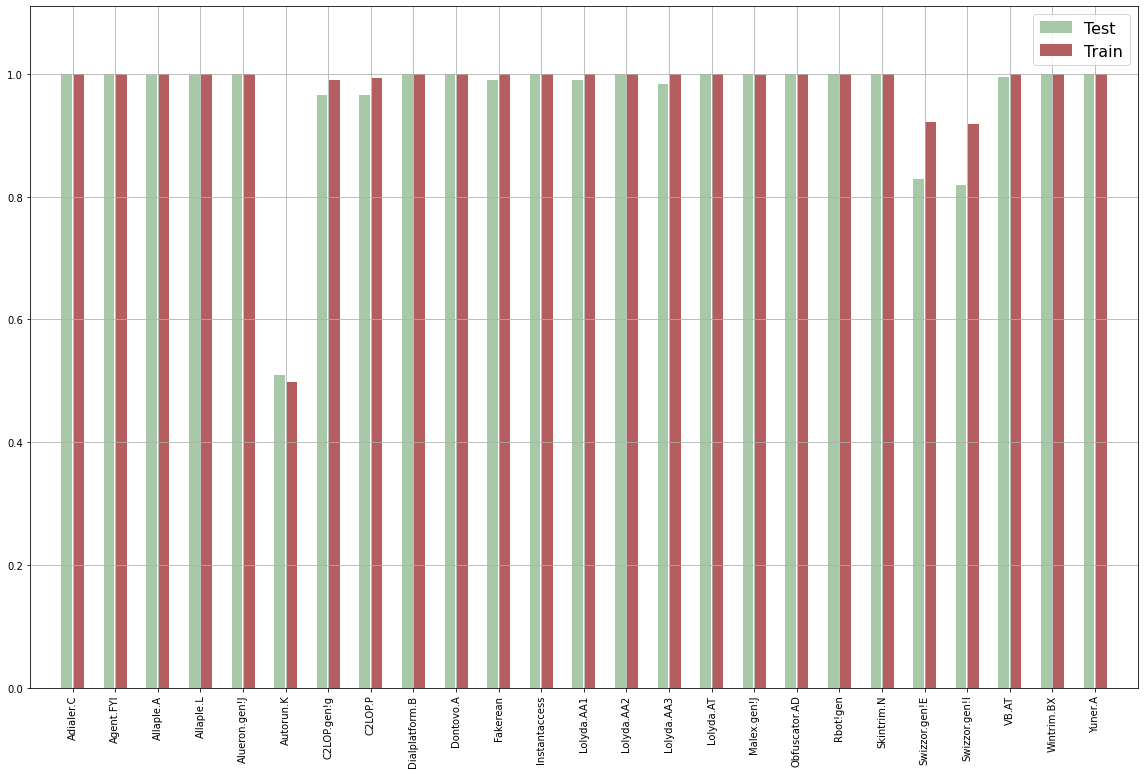 Test
Train
1.0
0.8
0.6
0.4
0.2
0.0
Adialer.C
Agent.FYI
Allaple.A
Allaple.L
Alueron.gen!J
Autorun.K
C2LOP.gen!g
C2LOP.P
Dialplatform.B
Dontovo.A
Fakerean
Instantaccess
Lolyda.AA1
Lolyda.AA2
Lolyda.AA3
Lolyda.AT
Malex.gen!J
Obfuscator.AD
Rbot!gen
Skintrim.N
Swizzor.gen!E
Swizzor.gen!I
VB.AT
Wintrim.BX
Yuner.A